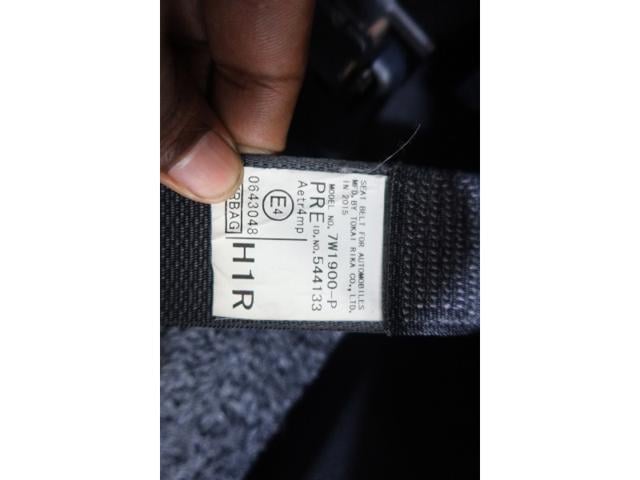 SEAT BELT FOR AUTOMOBILES
MFD. BY TOKAI RIKA CO., LTD.
IN 2015
MODEL NO. 7W1900-P
PRE ID.NO. 544133
Aetr4mp
E4
0643048
H1R